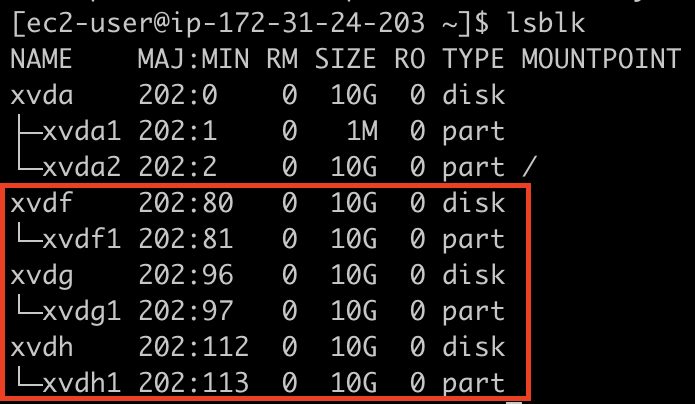 [ec2-user@ip-172-31-24-203 ~]$ lsblk
NAME    MAJ:MIN RM SIZE RO TYPE MOUNTPOINT
xvda    202:0    0  10G  0 disk
├─xvda1 202:1    0   1M  0 part
└─xvda2 202:2    0  10G  0 part /
xvdf    202:80   0  10G  0 disk
└─xvdf1 202:81   0  10G  0 part
xvdg    202:96   0  10G  0 disk
└─xvdg1 202:97   0  10G  0 part
xvdh    202:112  0  10G  0 disk
└─xvdh1 202:113  0  10G  0 part